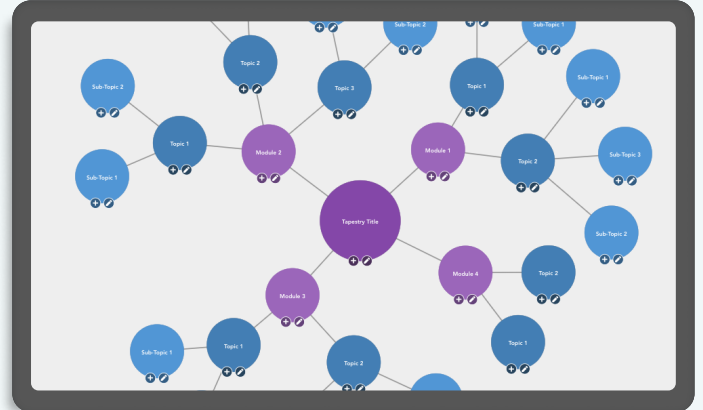 Sub-Topic 2
Sub-Topic 1
Topic 2
Sub-Topic 1
Sub-Topic 2
Topic 3
Topic 1
Topic 1
Module 2
Module 1
Topic 2
Sub-Topic 3
Sub-Topic 1
Tapestry Title
Sub-Topic 2
Module 4
Topic 2
Module 3
Topic 1
Sub-Topic 1
Topic 1
Topic 2